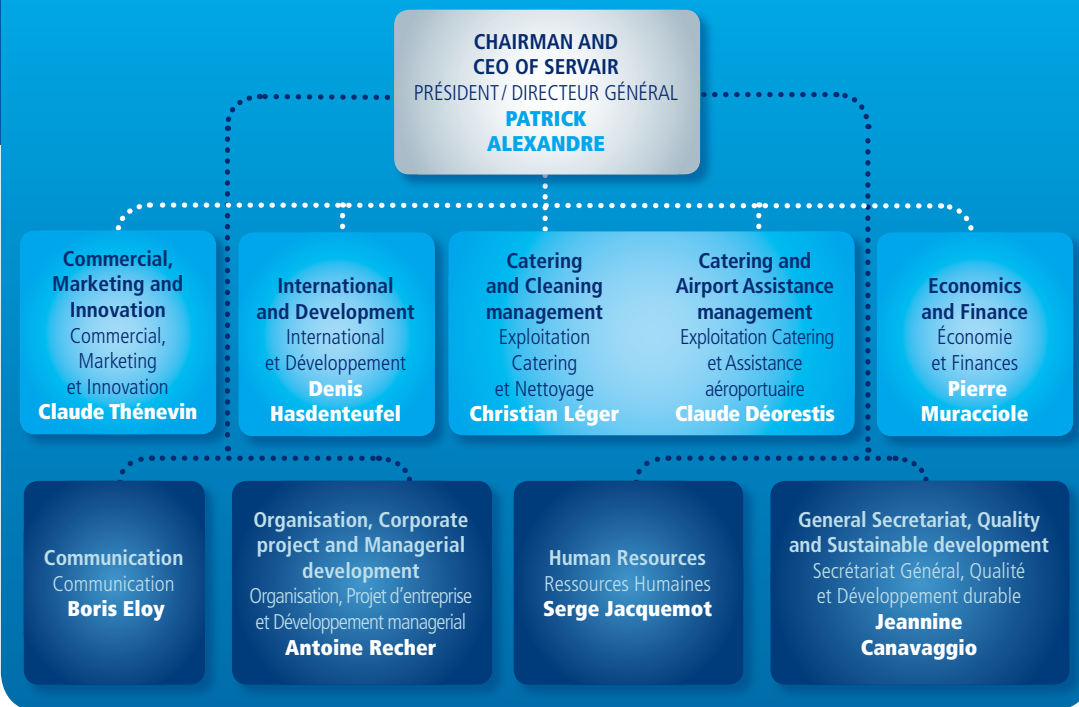 CHAIRMAN AND
CEO OF SERVAIR
PRÉSIDENT / DIRECTEUR GÉNÉRAL
PATRICK
ALEXANDRE
Commercial,
Marketing and
Innovation
Commercial,
Marketing
et Innovation
Claude Thénevin
International
and Development
International
et Développement
Denis
Hasdenteufel
Catering
and Cleaning
management
Exploitation
Catering
et Nettoyage
Christian Léger
Catering and
Airport Assistance
management
Exploitation Catering
et Assistance
aéroportuaire
Claude Déorestis
Economics
and Finance
Économie
et Finances
Pierre
Muracciole
Communication
Communication
Boris Eloy
Organisation, Corporate
project and Managerial
development
Organisation, Projet d’entreprise
et Développement managerial
Antoine Recher
Human Resources
Ressources Humaines
Serge Jacquemot
General Secretariat, Quality
and Sustainable development
Secrétariat Général, Qualité
et Développement durable
Jeannine
Canavaggio